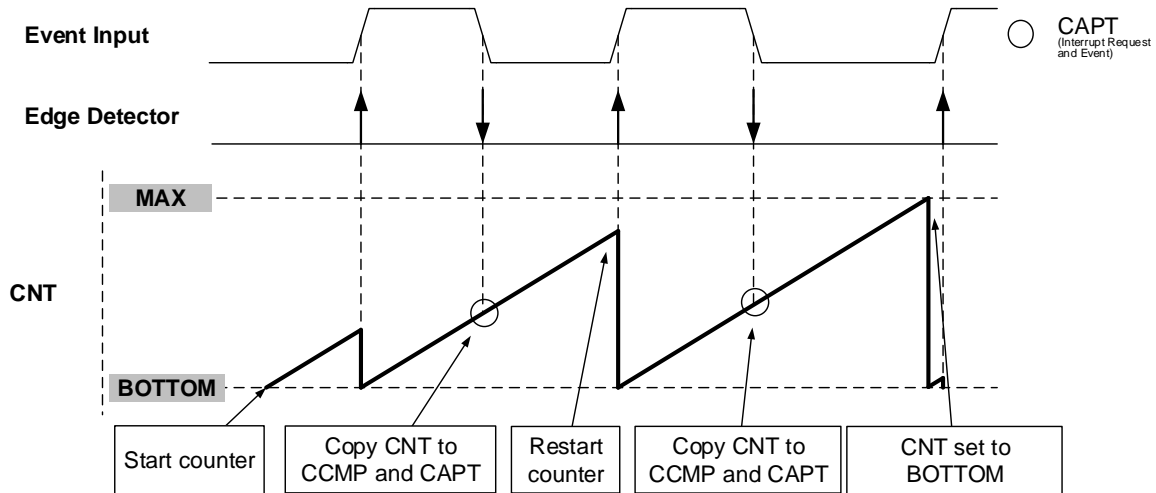 Event Input
CAPT
(Interrupt Request
and Event)
Edge Detector
MAX
CNT
BOTTOM
Start counter
Copy CNT to
CCMP and CAPT
Restart
counter
Copy CNT to
CCMP and CAPT
CNT set to
BOTTOM